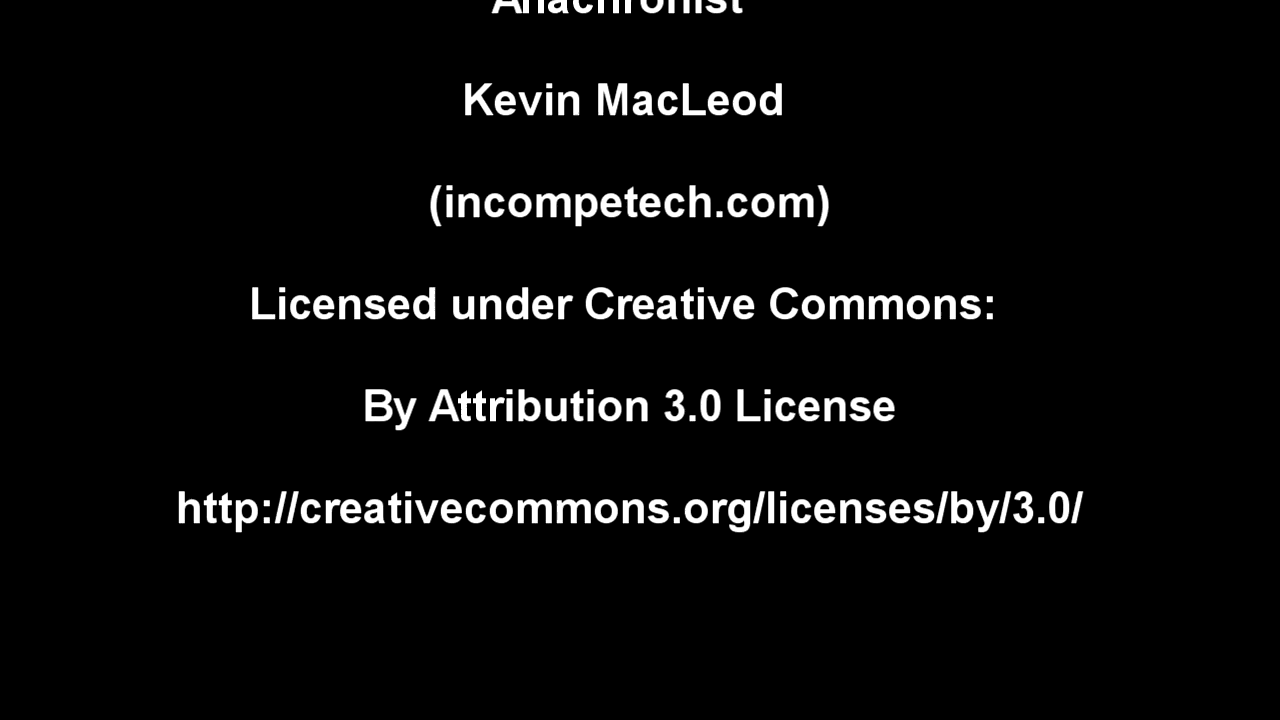 Anachronist
Kevin MacLeod
(incompetech.com)
Licensed under Creative Commons:
By Attribution 3.0 License
http://creativecommons.org/licenses/by/3.0/